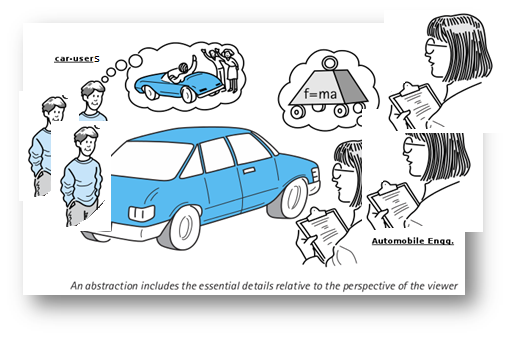 car-users
f=ma
Automobile Engg.
An abstraction includes the essential details relative to the perspective of the viewer